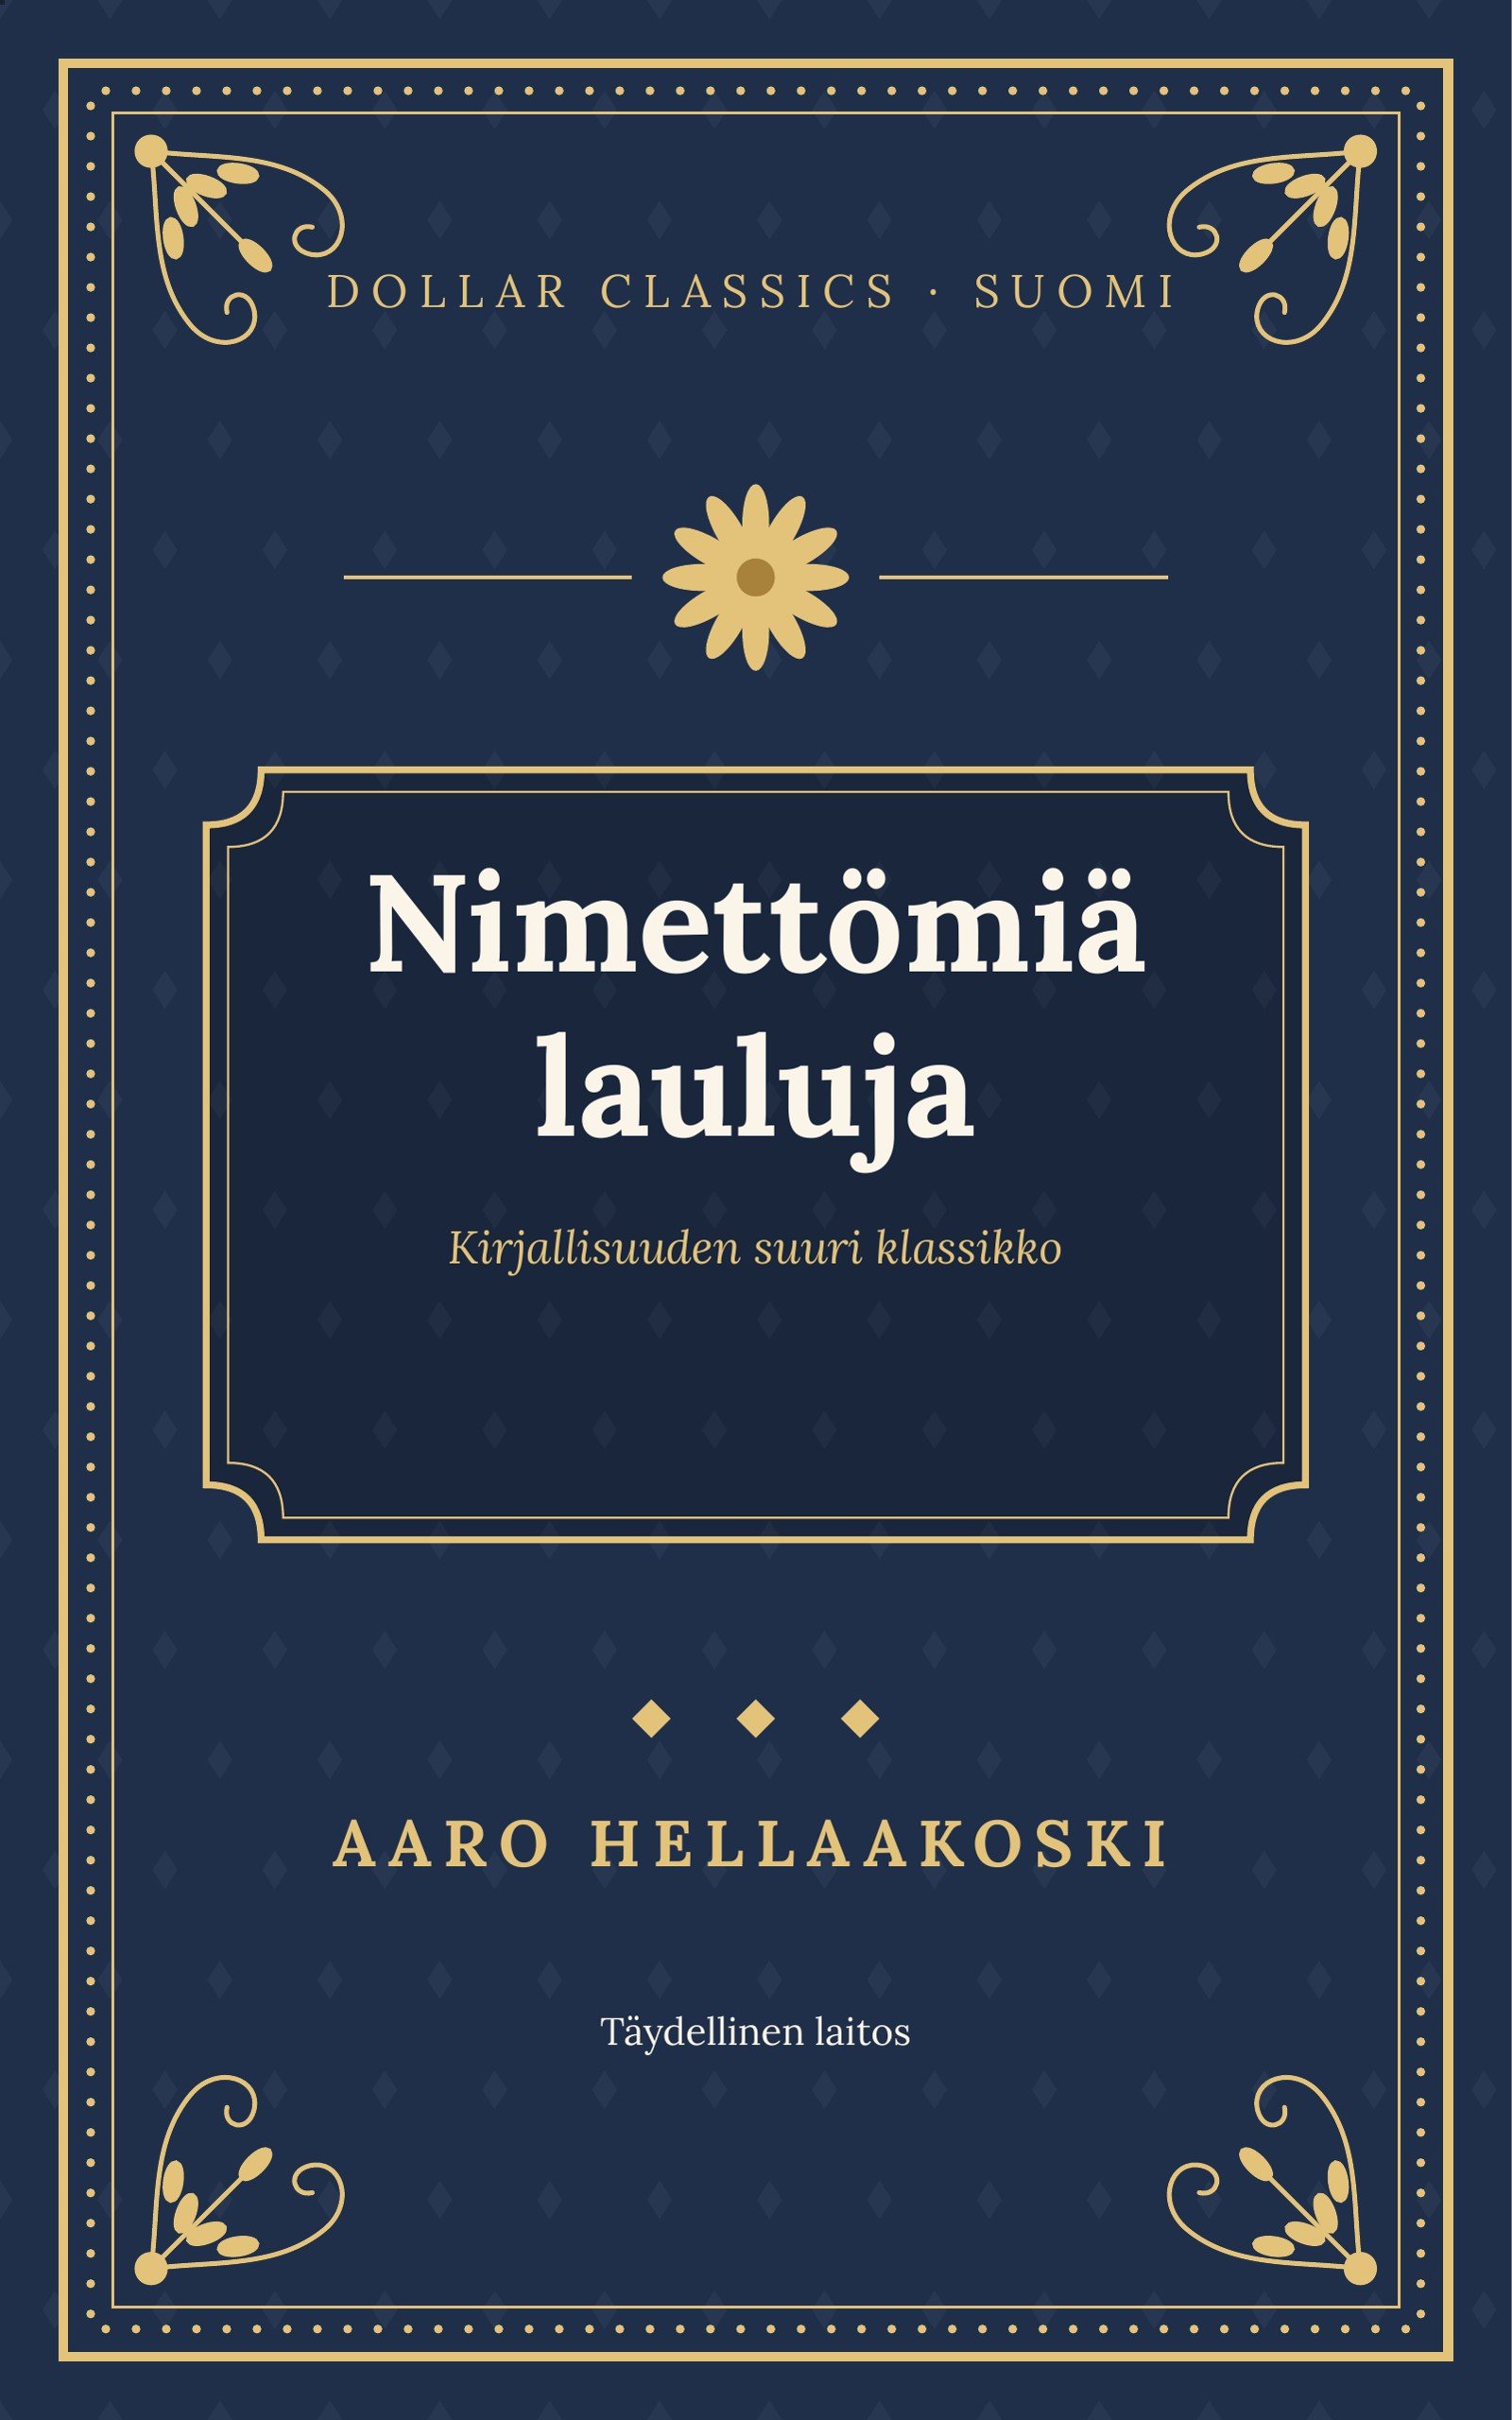 DOLLAR CLASSICS · SUOMI
Nimettömiä
lauluja
Kirjallisuuden suuri klassikko
AARO HELLAAKOSKI
Täydellinen laitos